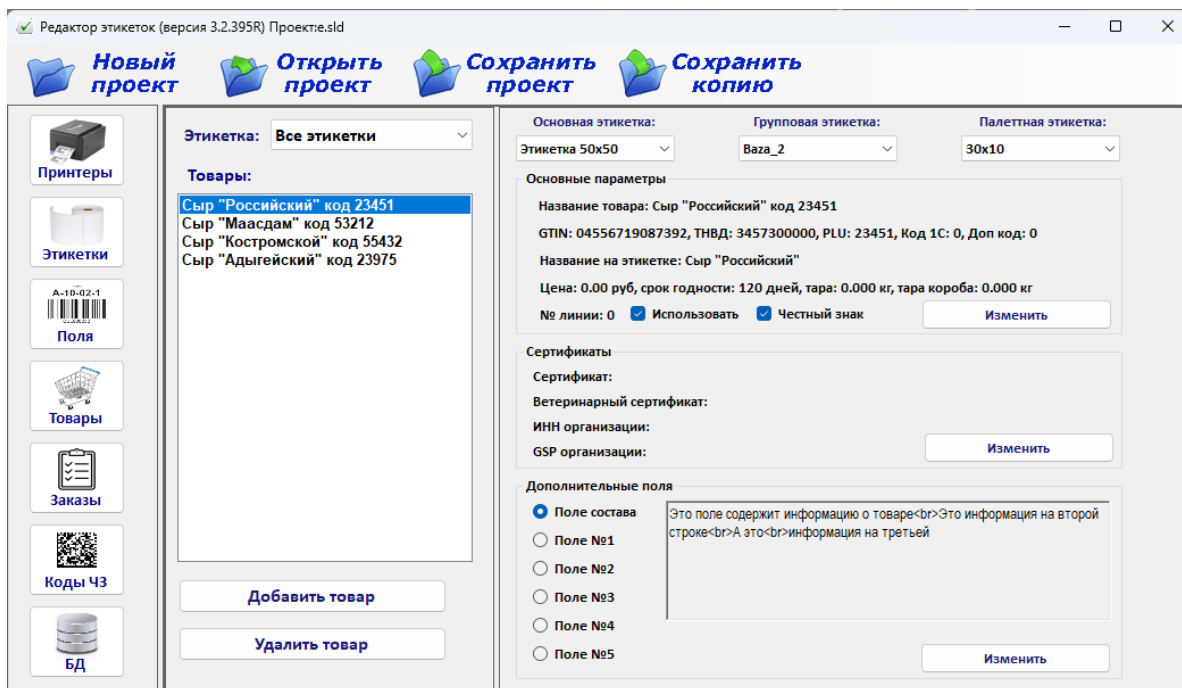 Редактор этикеток (версия 3.2.395R) Проект:e.sld
Новый проект
Открыть проект
Сохранить проект
Сохранить копию
Принтеры
Этикетки
A-10-02-1
Поля
Товары
Заказы
Коды ЧЗ
БД
Этикетка: Все этикетки
Товары:
Сыр "Российский" код 23451
Сыр "Маасдам" код 53212
Сыр "Костромской" код 55432
Сыр "Адыгейский" код 23975
Добавить товар
Удалить товар
Основная этикетка: Групповая этикетка: Палеттная этикетка:
Этикетка 50x50 Baza_2 30x10
Основные параметры
Название товара: Сыр "Российский" код 23451
GTIN: 04556719087392, ТНВД: 3457300000, PLU: 23451, Код 1С: 0, Доп код: 0
Название на этикетке: Сыр "Российский"
Цена: 0.00 руб, срок годности: 120 дней, тара: 0.000 кг, тара короба: 0.000 кг
№ линии: 0 Использовать Честный знак Изменить
Сертификаты
Сертификат:
Ветеринарный сертификат:
ИНН организации:
GSP организации:
Изменить
Дополнительные поля
Поле состава
Поле №1
Поле №2
Поле №3
Поле №4
Поле №5
Это поле содержит информацию о товаре<br>Это информация на второй
строке<br>А это<br>информация на третьей
Изменить